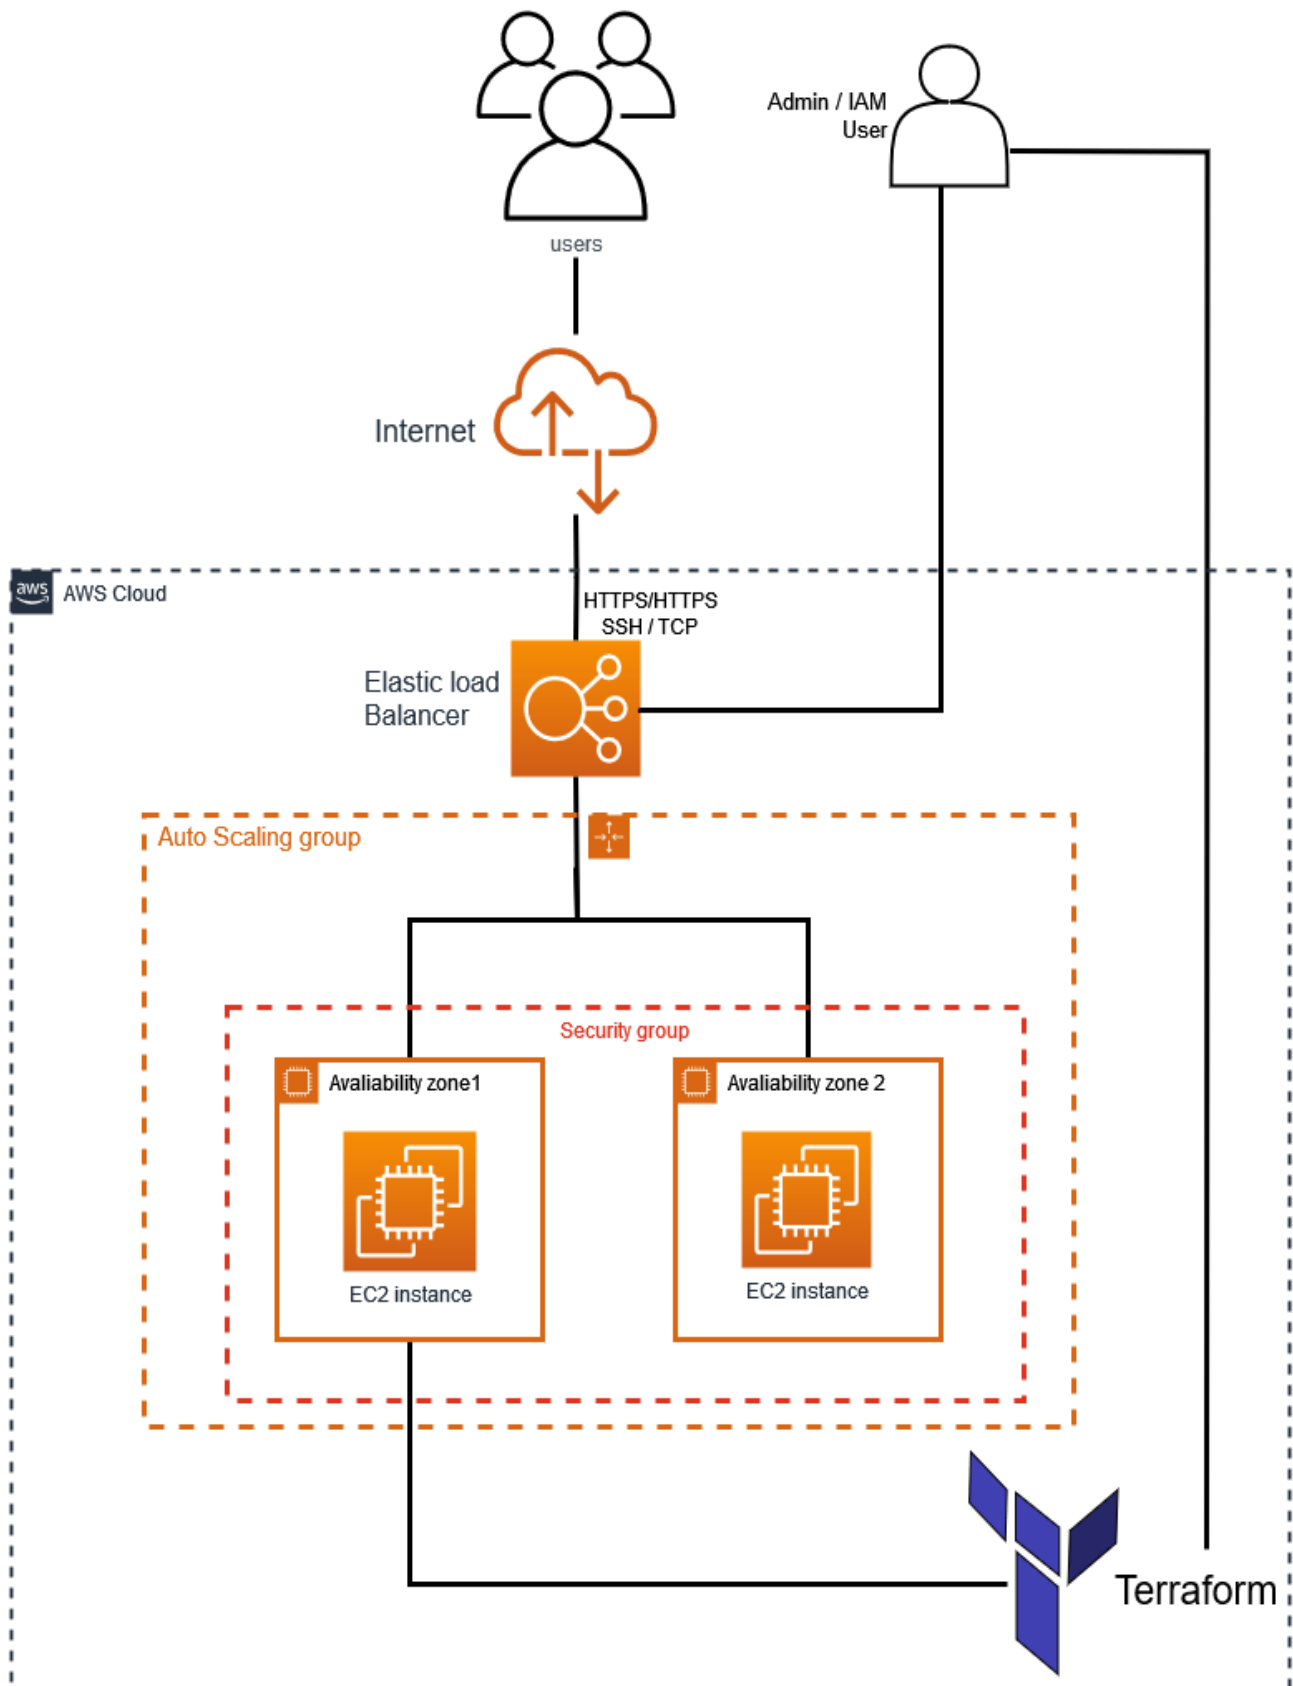 Admin / IAM
User
users
Internet
aws
AWS Cloud
HTTPS/HTTPS
SSH / TCP
Elastic load
Balancer
Auto Scaling group
Security group
Avaliability zone1
Avaliability zone 2
EC2 instance
EC2 instance
Terraform